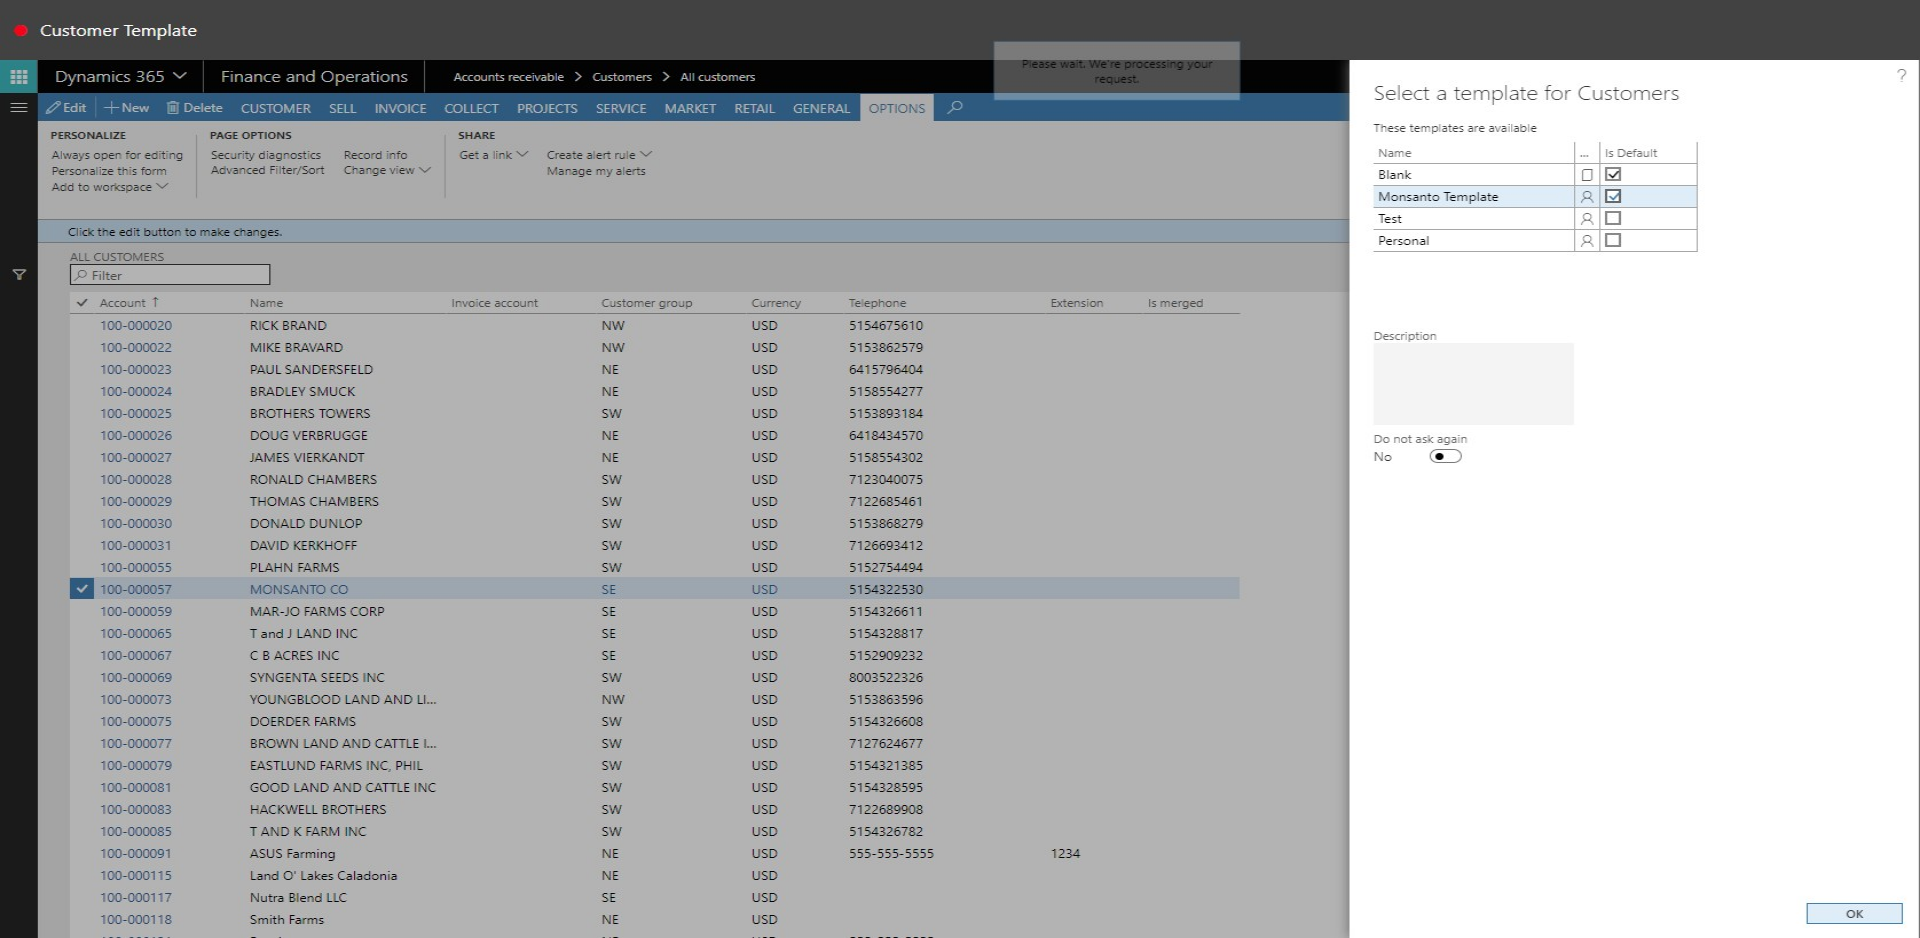 Customer Template
Please wait. We're processing your
request.
Dynamics 365 Finance and Operations Accounts receivable > Customers > All customers
Edit New Delete CUSTOMER SELL INVOICE COLLECT PROJECTS SERVICE MARKET RETAIL GENERAL OPTIONS
PERSONALIZE PAGE OPTIONS SHARE
Always open for editing Security diagnostics Record info Get a link Create alert rule
Personalize this form Advanced Filter/Sort Change view Manage my alerts
Add to workspace
Click the edit button to make changes.
ALL CUSTOMERS
Filter
Account ↑ Name Invoice account Customer group Currency Telephone Extension Is merged
100-000020 RICK BRAND NW USD 5154675610
100-000022 MIKE BRAVARD NW USD 5153862579
100-000023 PAUL SANDERSFELD NE USD 6415796404
100-000024 BRADLEY SMUCK NE USD 5158554277
100-000025 BROTHERS TOWERS SW USD 5153893184
100-000026 DOUG VERBRUGGE NE USD 6418434570
100-000027 JAMES VIERKANDT NE USD 5158554302
100-000028 RONALD CHAMBERS SW USD 7123040075
100-000029 THOMAS CHAMBERS SW USD 7122685461
100-000030 DONALD DUNLOP SW USD 5153868279
100-000031 DAVID KERKHOFF SW USD 7126693412
100-000055 PLAHN FARMS SW USD 5152754494
100-000057 MONSANTO CO SE USD 5154322530
100-000059 MAR-JO FARMS CORP SE USD 5154326611
100-000065 T and J LAND INC SE USD 5154328817
100-000067 C B ACRES INC SE USD 5152909232
100-000069 SYNGENTA SEEDS INC SW USD 8003522326
100-000073 YOUNGBLOOD LAND AND LI... NW USD 5153863596
100-000075 DOERDER FARMS SW USD 5154326608
100-000077 BROWN LAND AND CATTLE I... SW USD 7127624677
100-000079 EASTLUND FARMS INC, PHIL SW USD 5154321385
100-000081 GOOD LAND AND CATTLE INC SW USD 5154328595
100-000083 HACKWELL BROTHERS SW USD 7122689908
100-000085 T AND K FARM INC SW USD 5154326782
100-000091 ASUS Farming NE USD 555-555-5555 1234
100-000115 Land O' Lakes Caladonia NE USD
100-000117 Nutra Blend LLC SE USD
100-000118 Smith Farms NE USD
?
Select a template for Customers
These templates are available
Name ... Is Default
Blank
Monsanto Template
Test
Personal
Description
Do not ask again
No
OK